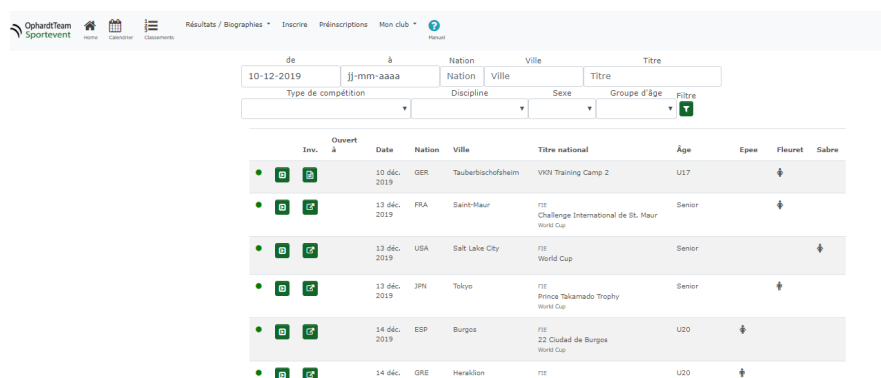 OphardtTeam
Sportevent
Home
Calendrier
Classements
Résultats / Biographies
Inscrire
Préinscriptions
Mon club
Manuel
de à Nation Ville Titre
10-12-2019 jj-mm-aaaa Nation Ville Titre
Type de compétition Discipline Sexe Groupe d'âge Filtre
Inv. Ouvert à Date Nation Ville Titre national Âge Epee Fleuret Sabre
10 déc. 2019 GER Tauberbischofsheim VKN Training Camp 2 U17
13 déc. 2019 FRA Saint-Maur FIE Senior
Challenge International de St. Maur
World Cup
13 déc. 2019 USA Salt Lake City FIE Senior
World Cup
13 déc. 2019 JPN Tokyo FIE Senior
Prince Takamado Trophy
World Cup
14 déc. 2019 ESP Burgos FIE U20
22 Ciudad de Burgos
World Cup
14 déc. GRE Heraklion FIE U20